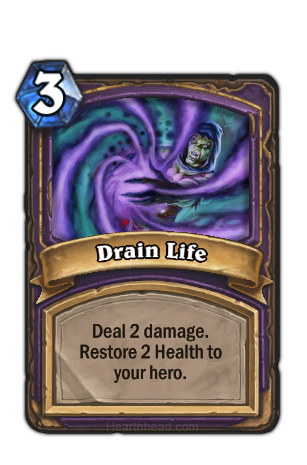 3
Drain Life
Deal 2 damage.
Restore 2 Health to
your hero.
Hearthhead.com